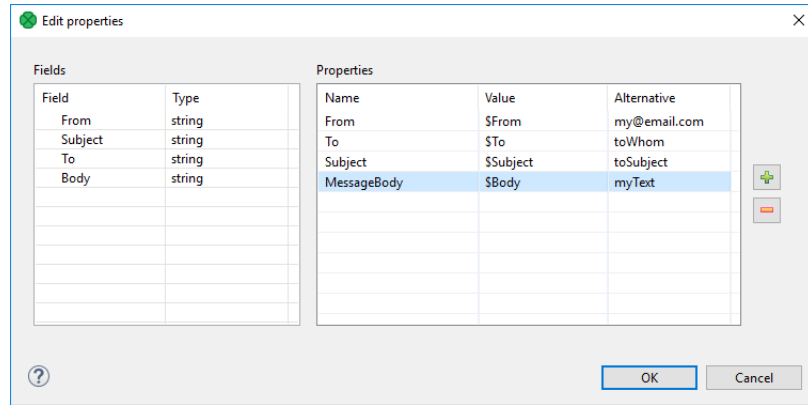 Edit properties
Fields
Properties
Field Type
From string
Subject string
To string
Body string
Name Value Alternative
From $From my@email.com
To $To toWhom
Subject $Subject toSubject
MessageBody $Body myText
?
OK Cancel